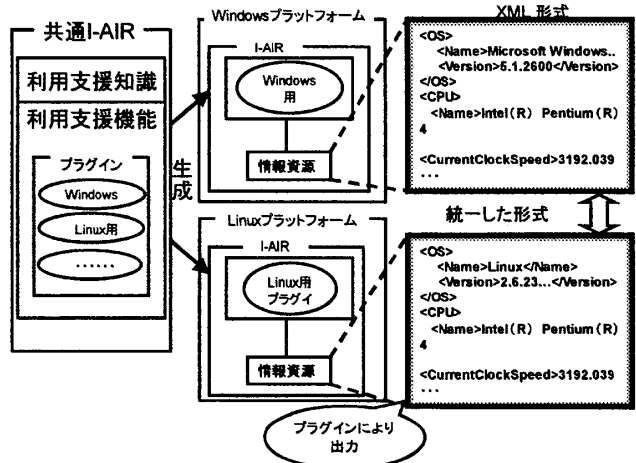 共通I-AIR
利用支援知識
利用支援機能
プラグイン
Windows
Linux用
……
生成
Windowsプラットフォーム
I-AIR
Windows
用
情報資源
Linuxプラットフォーム
I-AIR
Linux用
プラグイ
情報資源
プラグインにより
出力
XML 形式
<OS>
<Name>Microsoft Windows..
<Version>5.1.2600</Version>
</OS>
<CPU>
<Name>Intel(R) Pentium(R)
4
<CurrentClockSpeed>3192.039
...
統一した形式
<OS>
<Name>Linux</Name>
<Version>2.6.23...</Version>
</OS>
<CPU>
<Name>Intel(R) Pentium(R)
4
<CurrentClockSpeed>3192.039
...